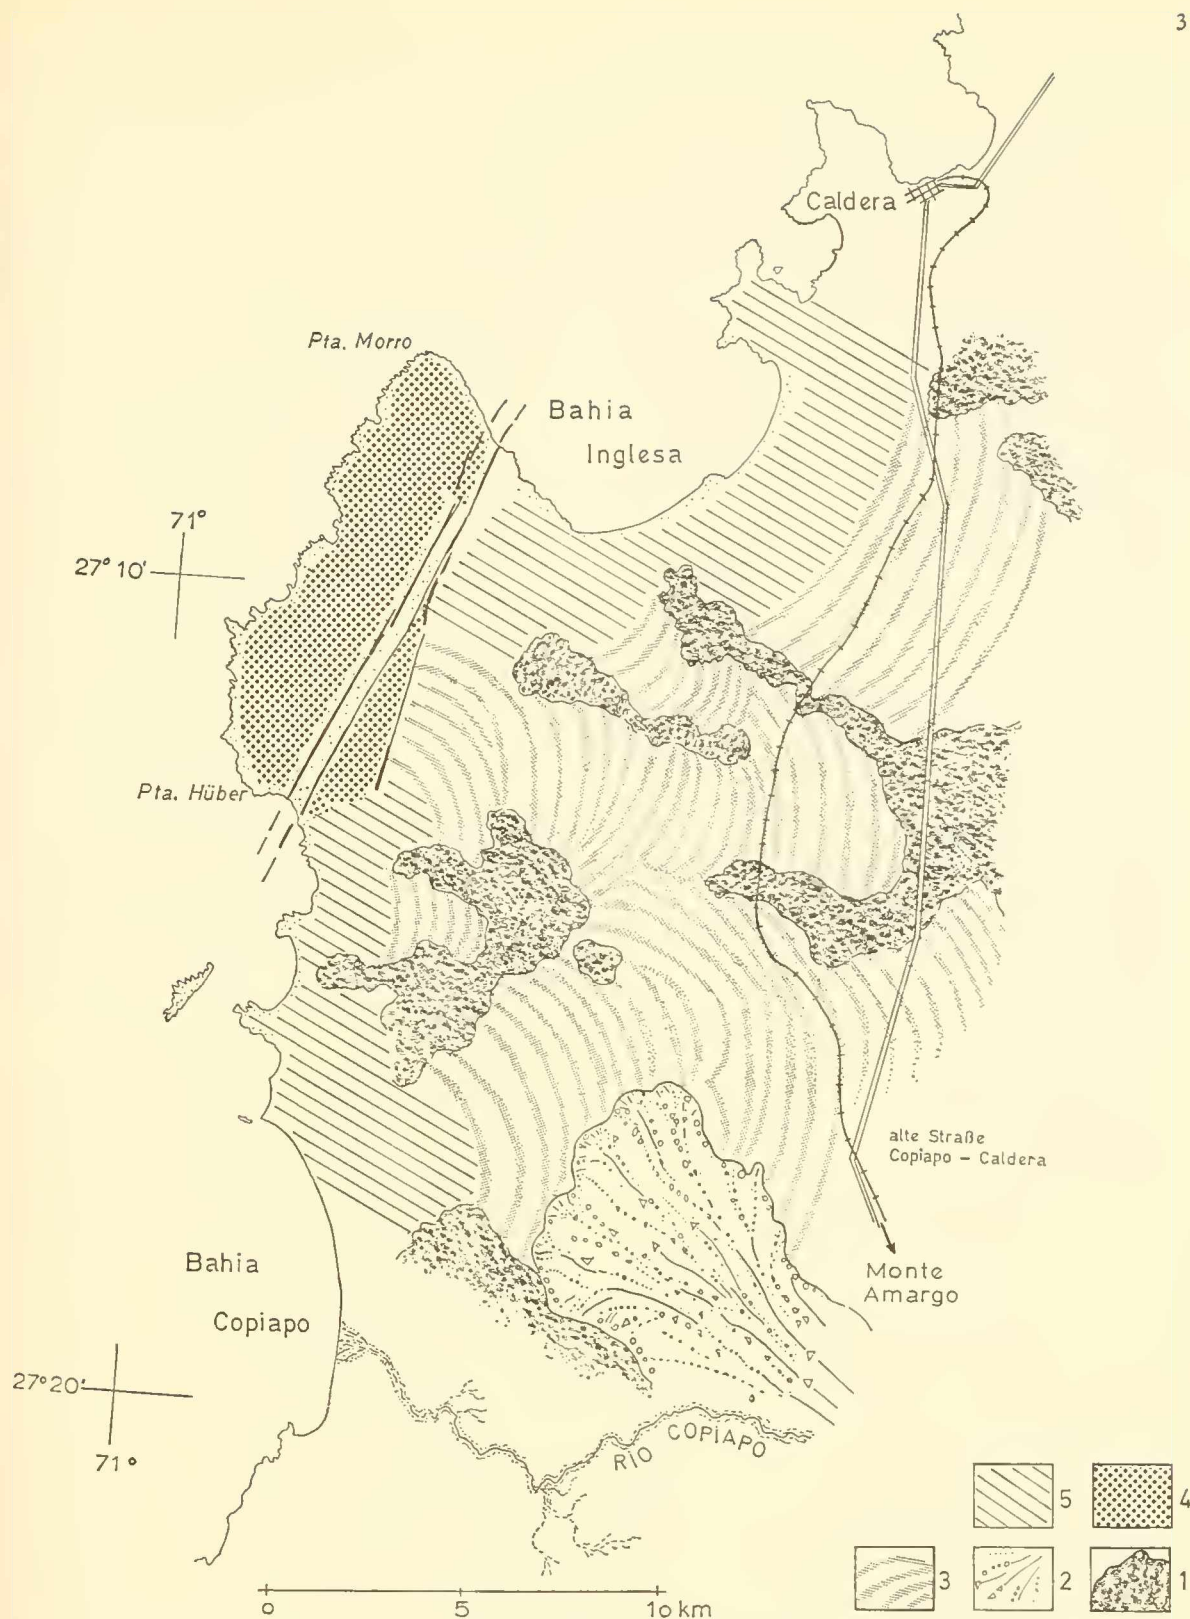 3
Caldera
Pta. Morro
Bahia
Inglesa
71°
27° 10'
Pta. Hüber
alte Straße
Copiapo – Caldera
Monte
Amargo
Bahia
Copiapo
27° 20'
71°
RIO COPIAPO
5
4
3
2
1
0 5 10 km